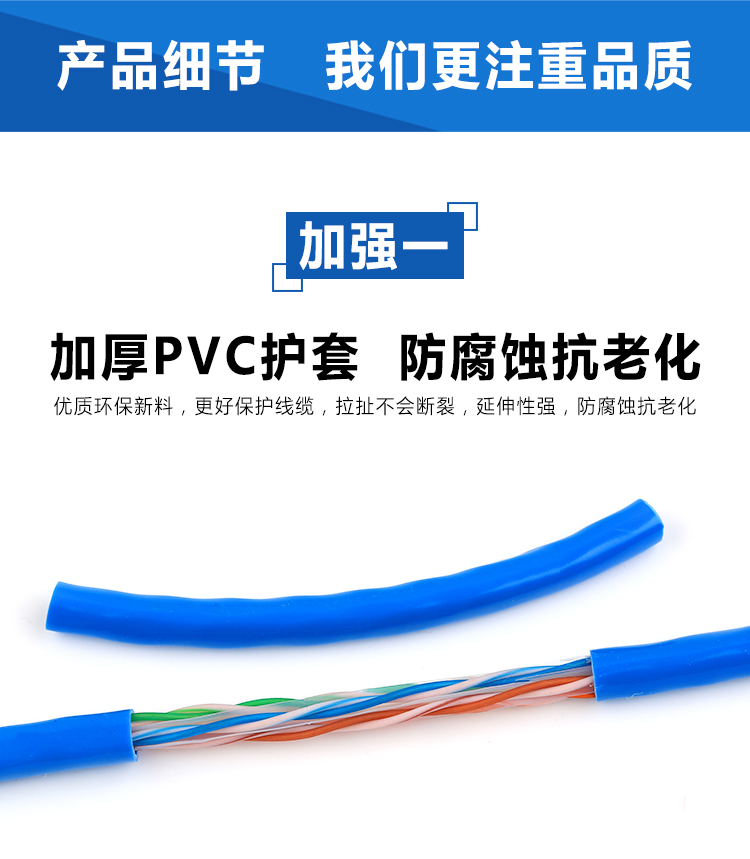 产品细节 我们更注重品质
加强一
加厚PVC护套 防腐蚀抗老化
优质环保新料，更好保护线缆，拉扯不会断裂，延伸性强，防腐蚀抗老化